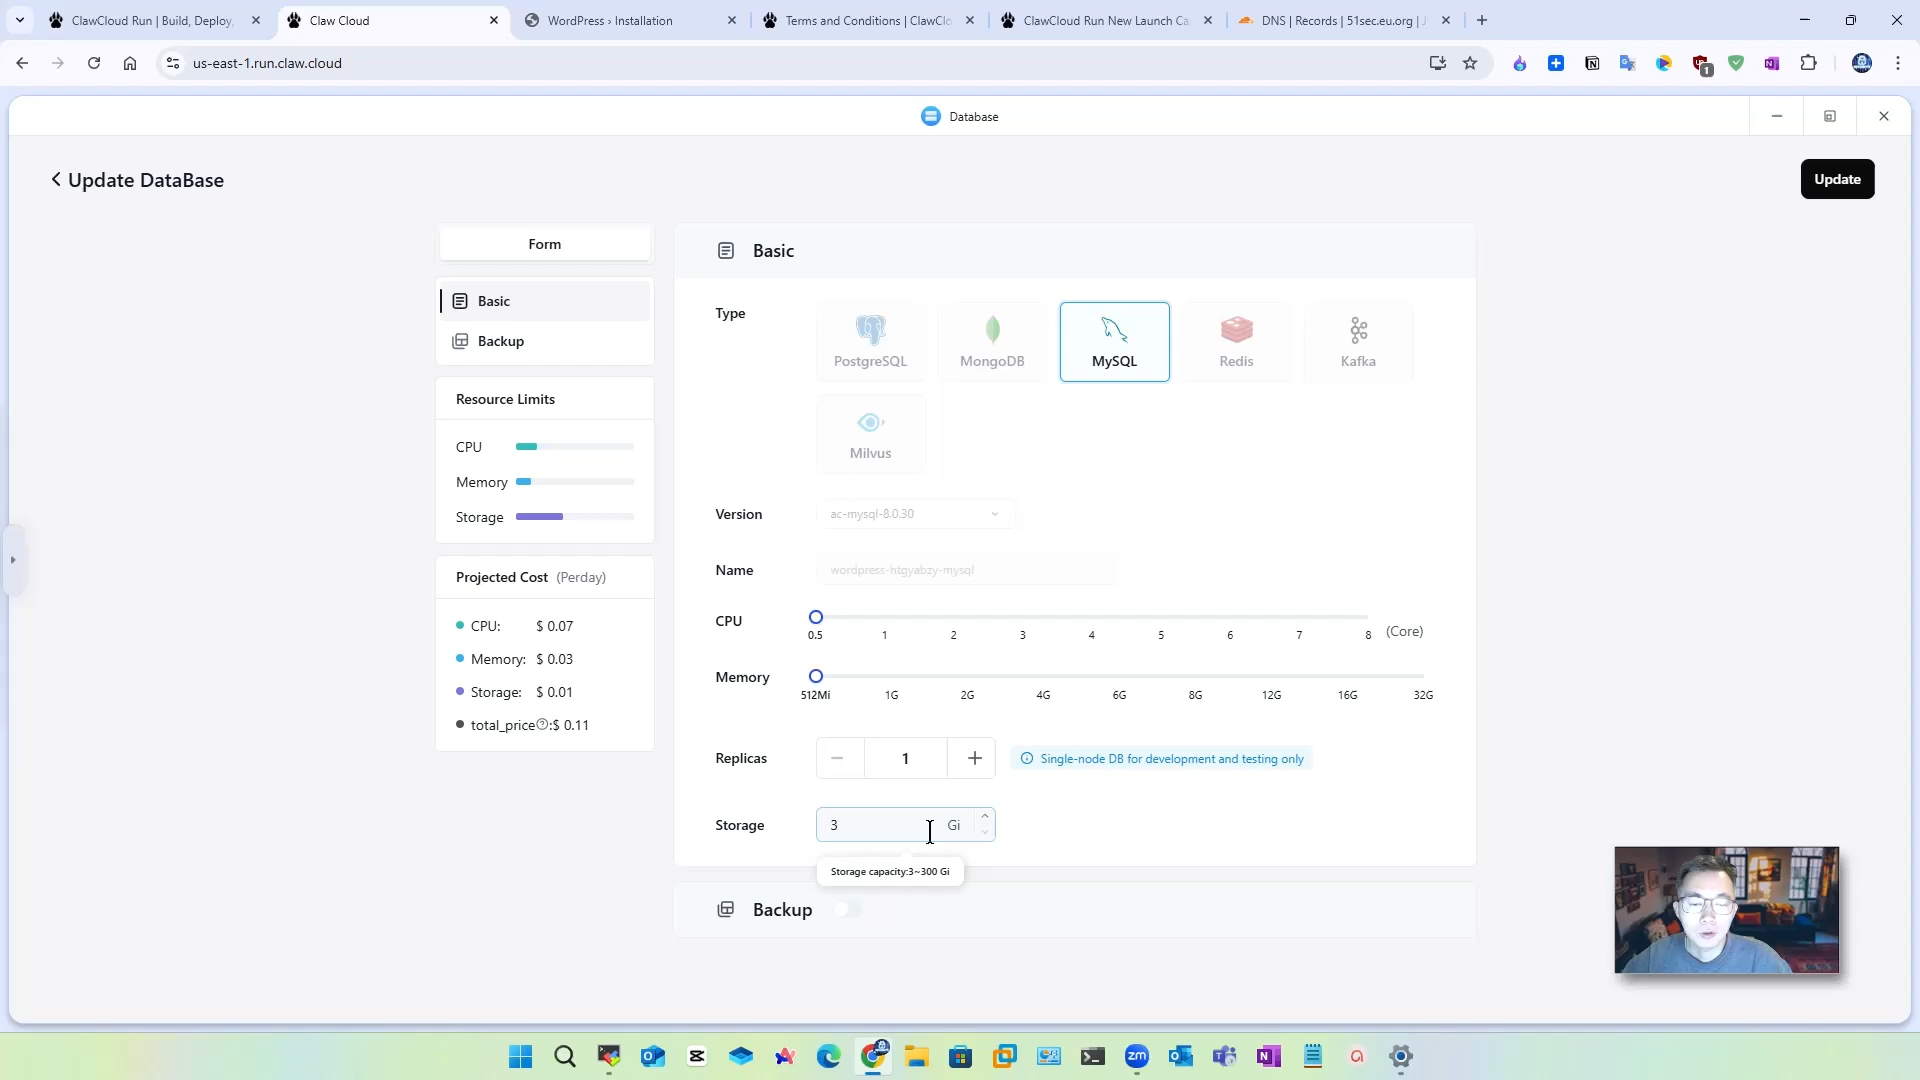 ClawCloud Run | Build, Deploy,
Claw Cloud
WordPress › Installation
Terms and Conditions | ClawClo
ClawCloud Run New Launch Ca
DNS | Records | 51sec.eu.org |
us-east-1.run.claw.cloud
1
Database
Update DataBase
Update
Form
Basic
Backup
Resource Limits
CPU
Memory
Storage
Projected Cost (Perday)
CPU: $ 0.07
Memory: $ 0.03
Storage: $ 0.01
total_price?:$ 0.11
Basic
Type
PostgreSQL
MongoDB
MySQL
Redis
Kafka
Milvus
Version
ac-mysql-8.0.30
Name
wordpress-htgyabzy-mysql
CPU
0.5 1 2 3 4 5 6 7 8 (Core)
Memory
512Mi 1G 2G 4G 6G 8G 12G 16G 32G
Replicas
1
Single-node DB for development and testing only
Storage
3 Gi
Storage capacity:3~300 Gi
Backup